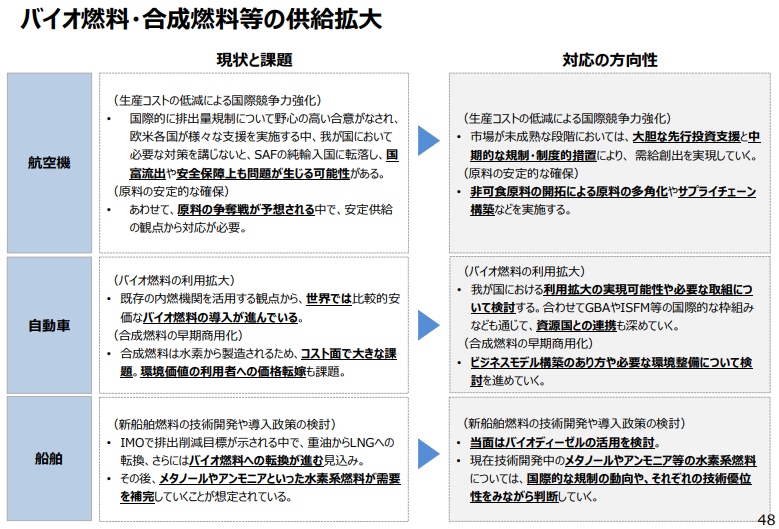 バイオ燃料・合成燃料等の供給拡大
現状と課題
対応の方向性
航空機
（生産コストの低減による国際競争力強化）
• 国際的に排出量規制について野心の高い合意がなされ、
欧米各国が様々な支援を実施する中、我が国において
必要な対策を講じないと、SAFの純輸入国に転落し、国
富流出や安全保障上も問題が生じる可能性がある。
（原料の安定的な確保）
• あわせて、原料の争奪戦が予想される中で、安定供給
の観点から対応が必要。
（生産コストの低減による国際競争力強化）
• 市場が未成熟な段階においては、大胆な先行投資支援と中
期的な規制・制度的措置により、需給創出を実現していく。
（原料の安定的な確保）
• 非可食原料の開拓による原料の多角化やサプライチェーン
構築などを実施する。
自動車
（バイオ燃料の利用拡大）
• 既存の内燃機関を活用する観点から、世界では比較的安
価なバイオ燃料の導入が進んでいる。
（合成燃料の早期商用化）
• 合成燃料は水素から製造されるため、コスト面で大きな課
題。環境価値の利用者への価格転嫁も課題。
（バイオ燃料の利用拡大）
• 我が国における利用拡大の実現可能性や必要な取組につ
いて検討する。合わせてGBAやISFM等の国際的な枠組み
なども通じて、資源国との連携も深めていく。
（合成燃料の早期商用化）
• ビジネスモデル構築のあり方や必要な環境整備について検
討を進めていく。
船舶
（新船舶燃料の技術開発や導入政策の検討）
• IMOで排出削減目標が示される中で、重油からLNGへの
転換、さらにはバイオ燃料への転換が進む見込み。
• その後、メタノールやアンモニアといった水素系燃料が需要
を補完していくことが想定されている。
（新船舶燃料の技術開発や導入政策の検討）
• 当面はバイオディーゼルの活用を検討。
• 現在技術開発中のメタノールやアンモニア等の水素系燃料
については、国際的な規制の動向や、それぞれの技術優位
性をみながら判断していく。
48